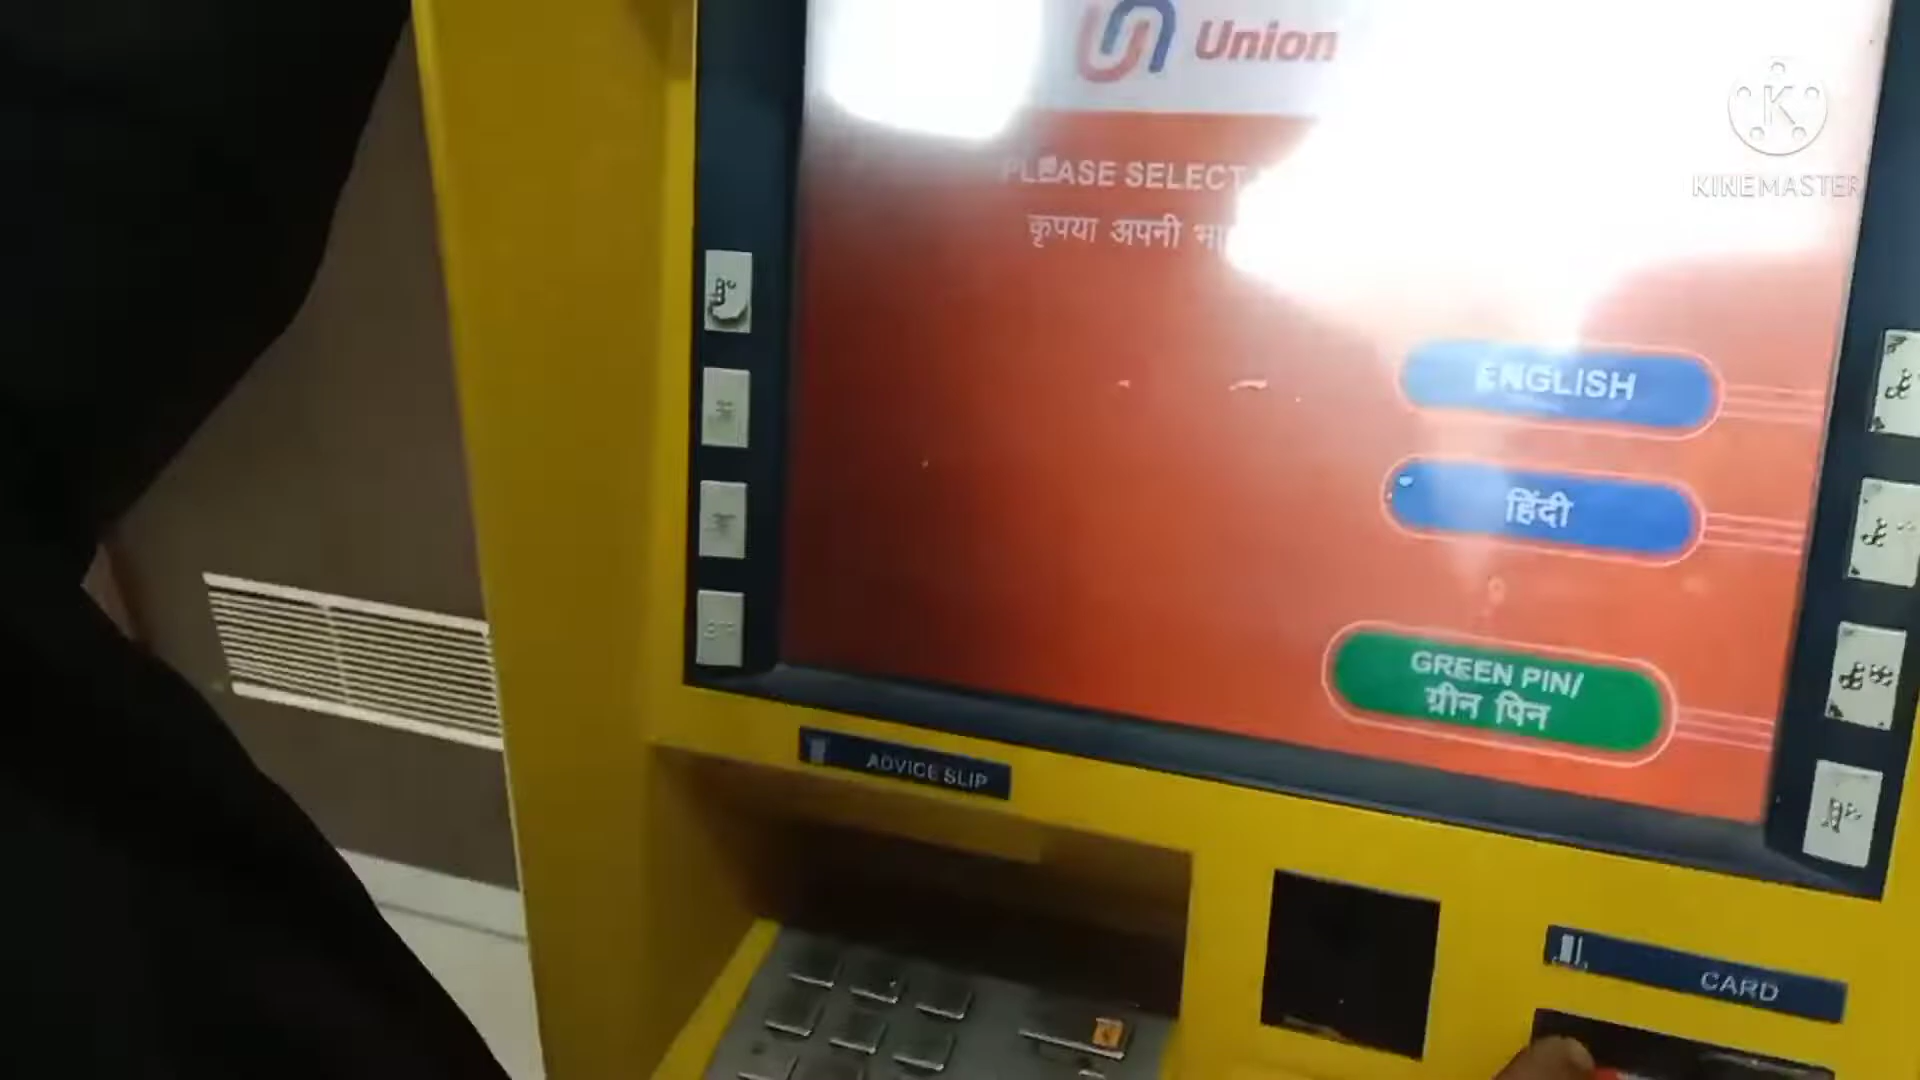 Union
PLEASE SELECT
कृपया अपनी
ENGLISH
हिंदी
GREEN PIN/
ग्रीन पिन
ADVICE SLIP
CARD
K
KINEMASTER